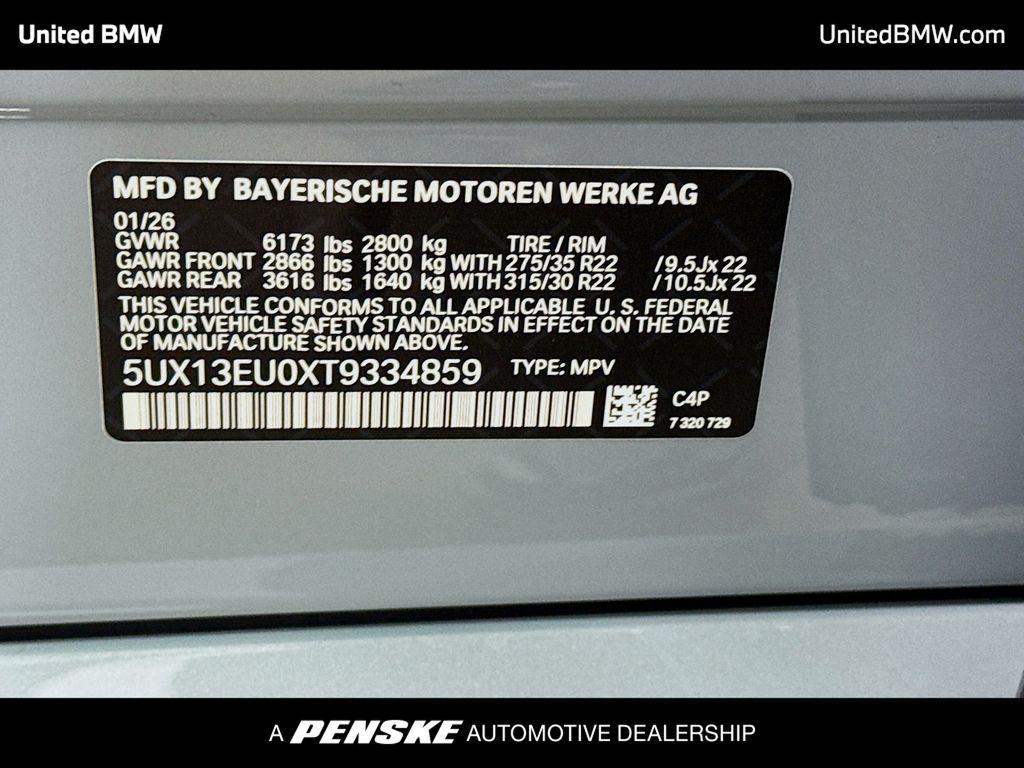 United BMW
UnitedBMW.com
MFD BY BAYERISCHE MOTOREN WERKE AG
01/26
GVWR 6173 lbs 2800 kg TIRE / RIM
GAWR FRONT 2866 lbs 1300 kg WITH 275/35 R22 /9.5Jx 22
GAWR REAR 3616 lbs 1640 kg WITH 315/30 R22 /10.5Jx 22
THIS VEHICLE CONFORMS TO ALL APPLICABLE U. S. FEDERAL
MOTOR VEHICLE SAFETY STANDARDS IN EFFECT ON THE DATE
OF MANUFACTURE SHOWN ABOVE.
5UX13EU0XT9334859 TYPE: MPV
C4P
7 320 729
A PENSKE AUTOMOTIVE DEALERSHIP